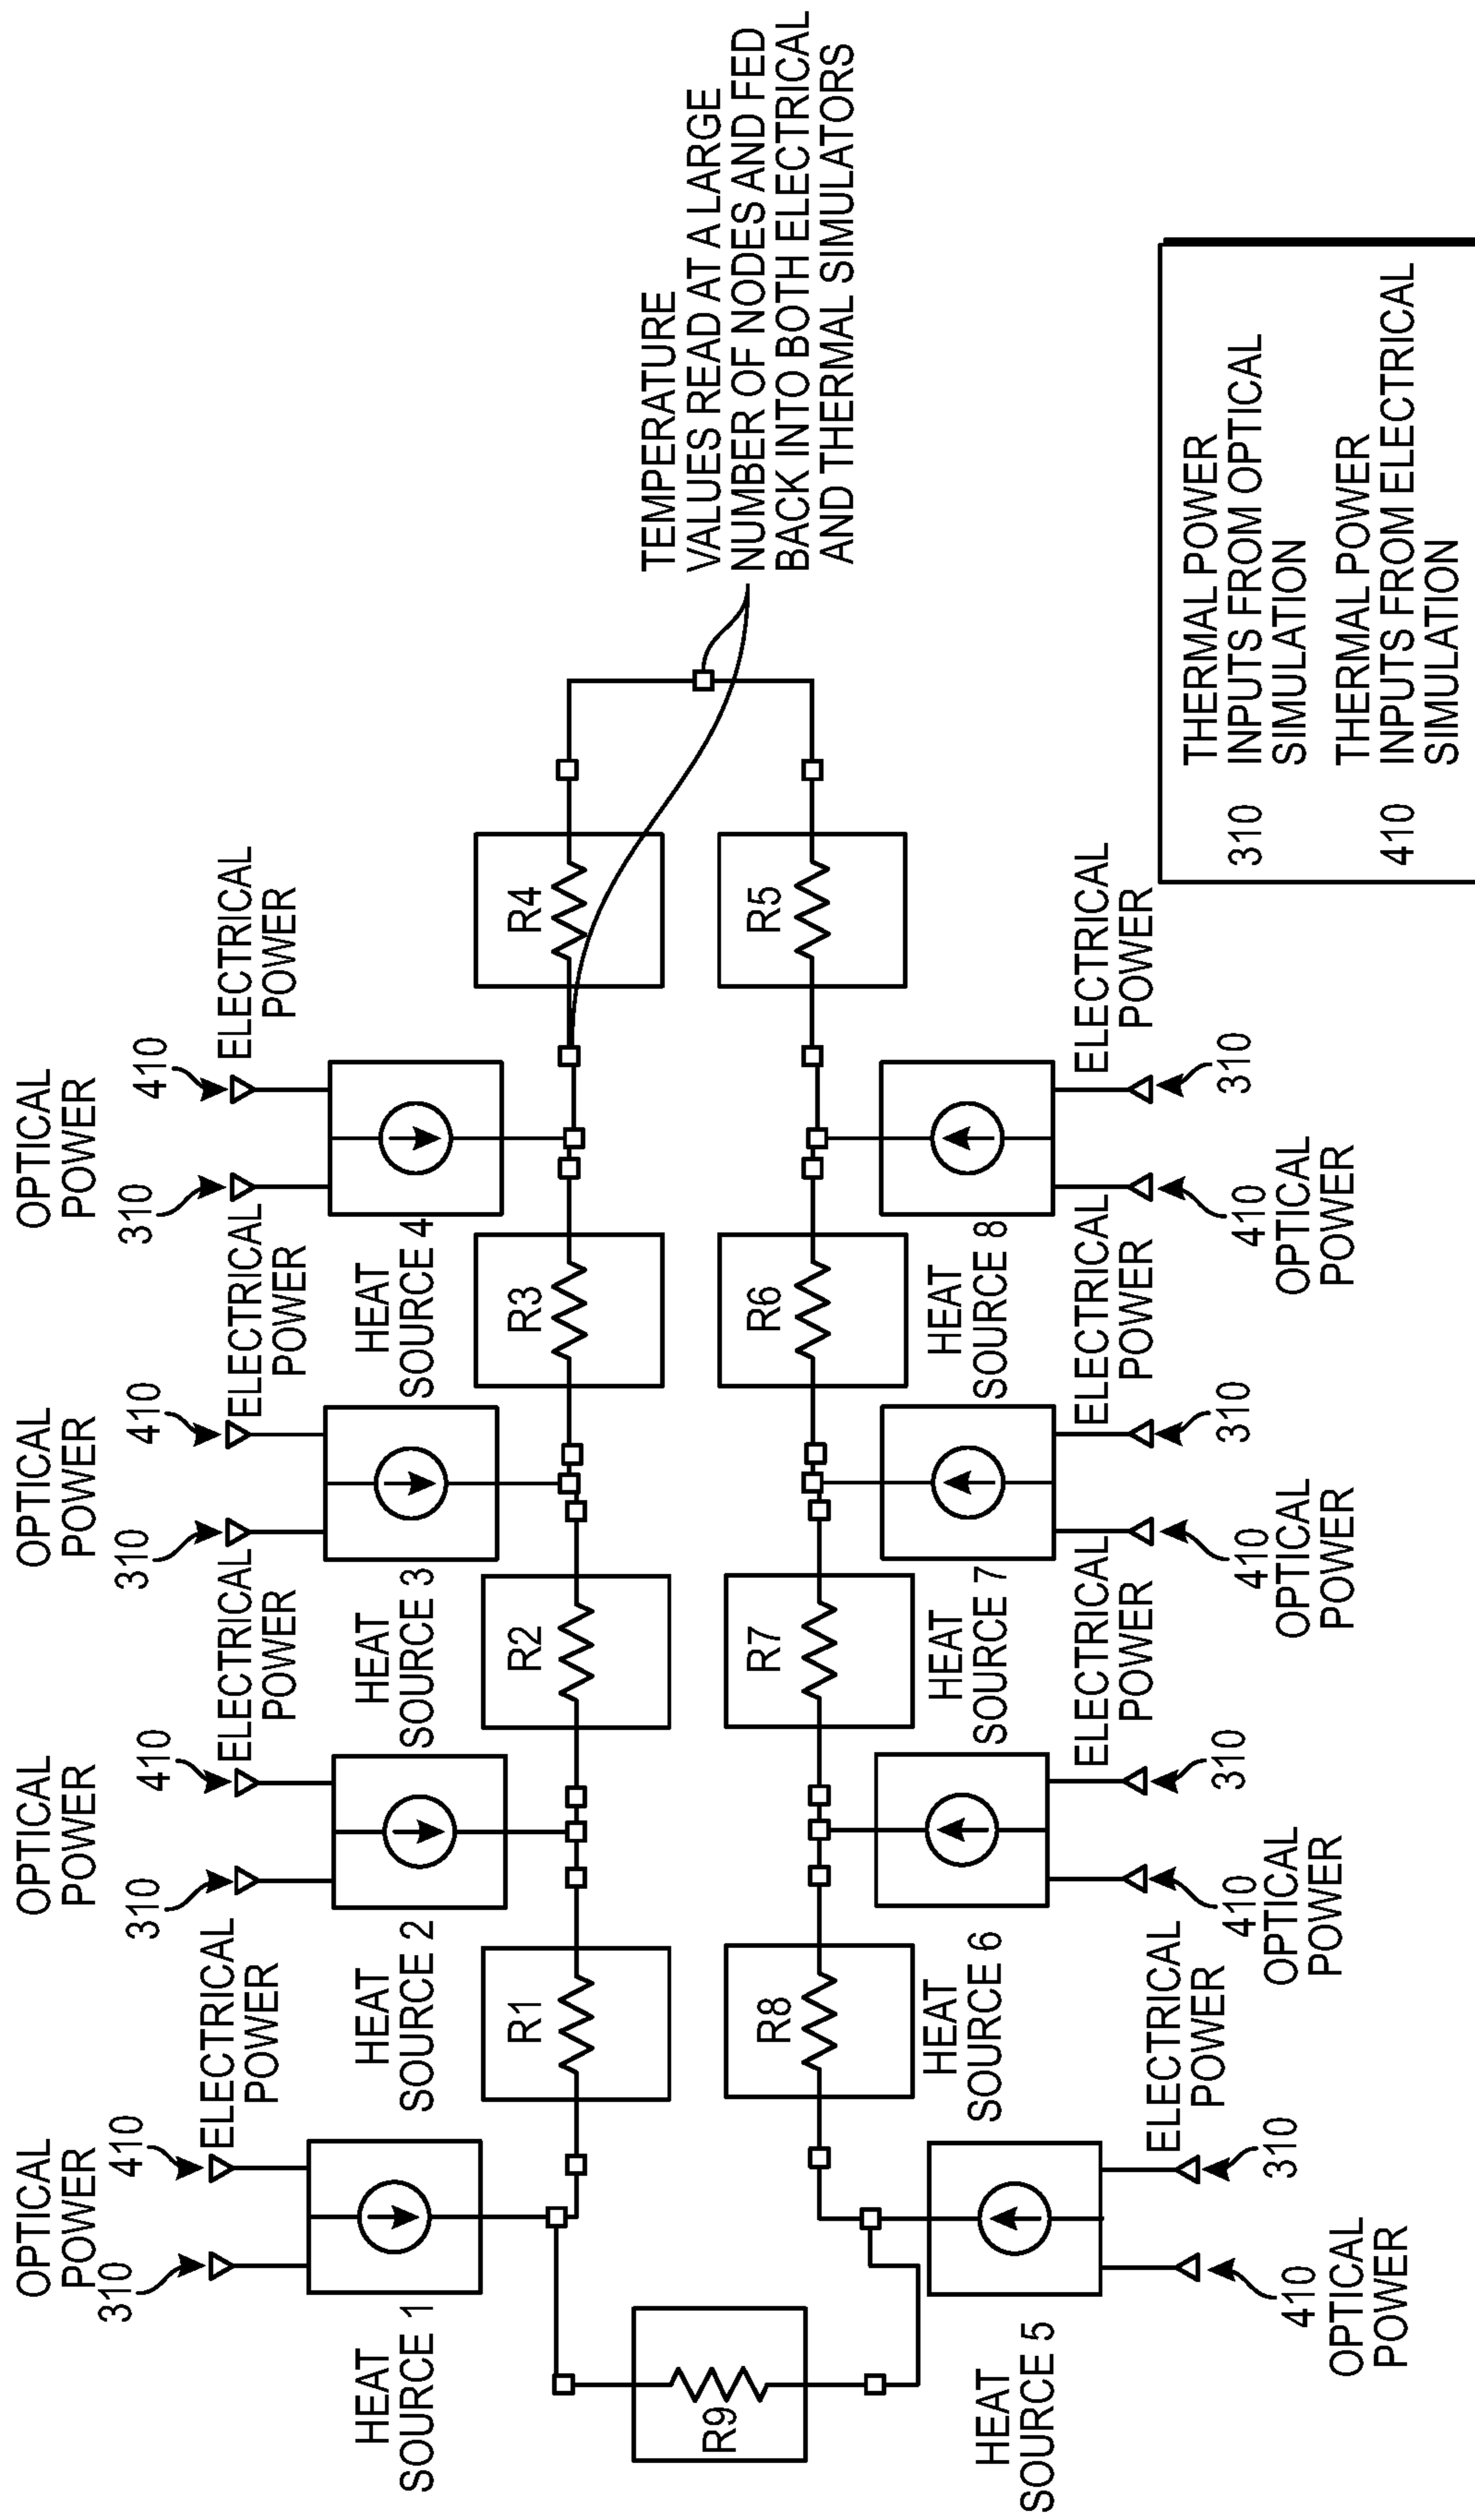 OPTICAL
POWER
310
410
ELECTRICAL
POWER
HEAT
SOURCE 1
OPTICAL
POWER
310
410
ELECTRICAL
POWER
HEAT
SOURCE 2
OPTICAL
POWER
310
410
ELECTRICAL
POWER
HEAT
SOURCE 3
OPTICAL
POWER
310
410
ELECTRICAL
POWER
HEAT
SOURCE 4
R1
R2
R3
R4
TEMPERATURE
VALUES READ AT A LARGE
NUMBER OF NODES AND FED
BACK INTO BOTH ELECTRICAL
AND THERMAL SIMULATORS
R9
R8
R7
R6
R5
HEAT
SOURCE 5
410
OPTICAL
POWER
310
ELECTRICAL
POWER
HEAT
SOURCE 6
410
OPTICAL
POWER
310
ELECTRICAL
POWER
HEAT
SOURCE 7
410
OPTICAL
POWER
310
ELECTRICAL
POWER
HEAT
SOURCE 8
410
OPTICAL
POWER
310
ELECTRICAL
POWER
310 THERMAL POWER
INPUTS FROM OPTICAL
SIMULATION
410 THERMAL POWER
INPUTS FROM ELECTRICAL
SIMULATION